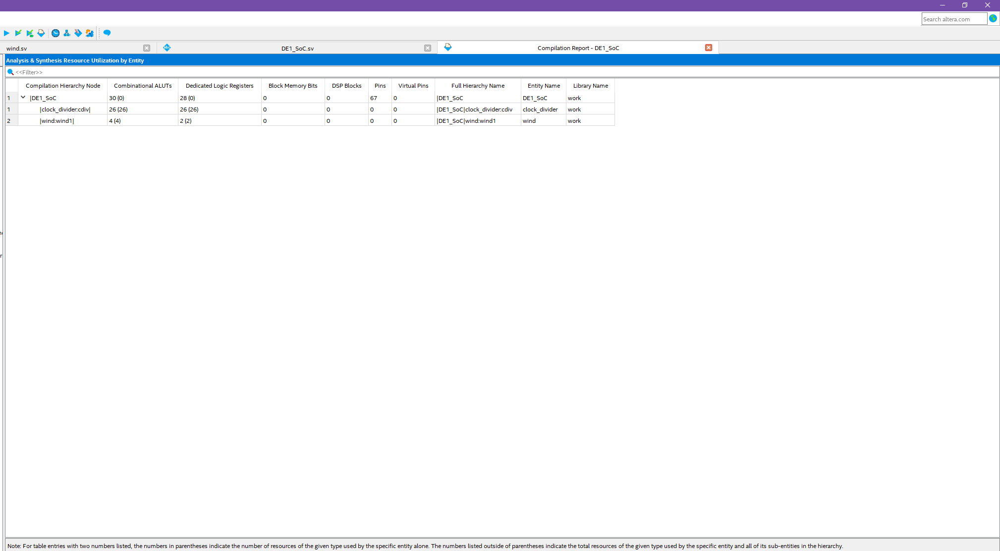 Search altera.com
wind.sv DE1_SoC.sv Compilation Report - DE1_SoC
Analysis & Synthesis Resource Utilization by Entity
<<Filter>>
Compilation Hierarchy Node Combinational ALUTs Dedicated Logic Registers Block Memory Bits DSP Blocks Pins Virtual Pins Full Hierarchy Name Entity Name Library Name
1 |DE1_SoC 30 (0) 28 (0) 0 0 67 0 |DE1_SoC DE1_SoC work
1 |clock_divider:cdiv| 26 (26) 26 (26) 0 0 0 0 |DE1_SoC|clock_divider:cdiv clock_divider work
2 |wind:wind1| 4 (4) 2 (2) 0 0 0 0 |DE1_SoC|wind:wind1 wind work
Note: For table entries with two numbers listed, the numbers in parentheses indicate the number of resources of the given type used by the specific entity alone. The numbers listed outside of parentheses indicate the total resources of the given type used by the specific entity and all of its sub-entities in the hierarchy.